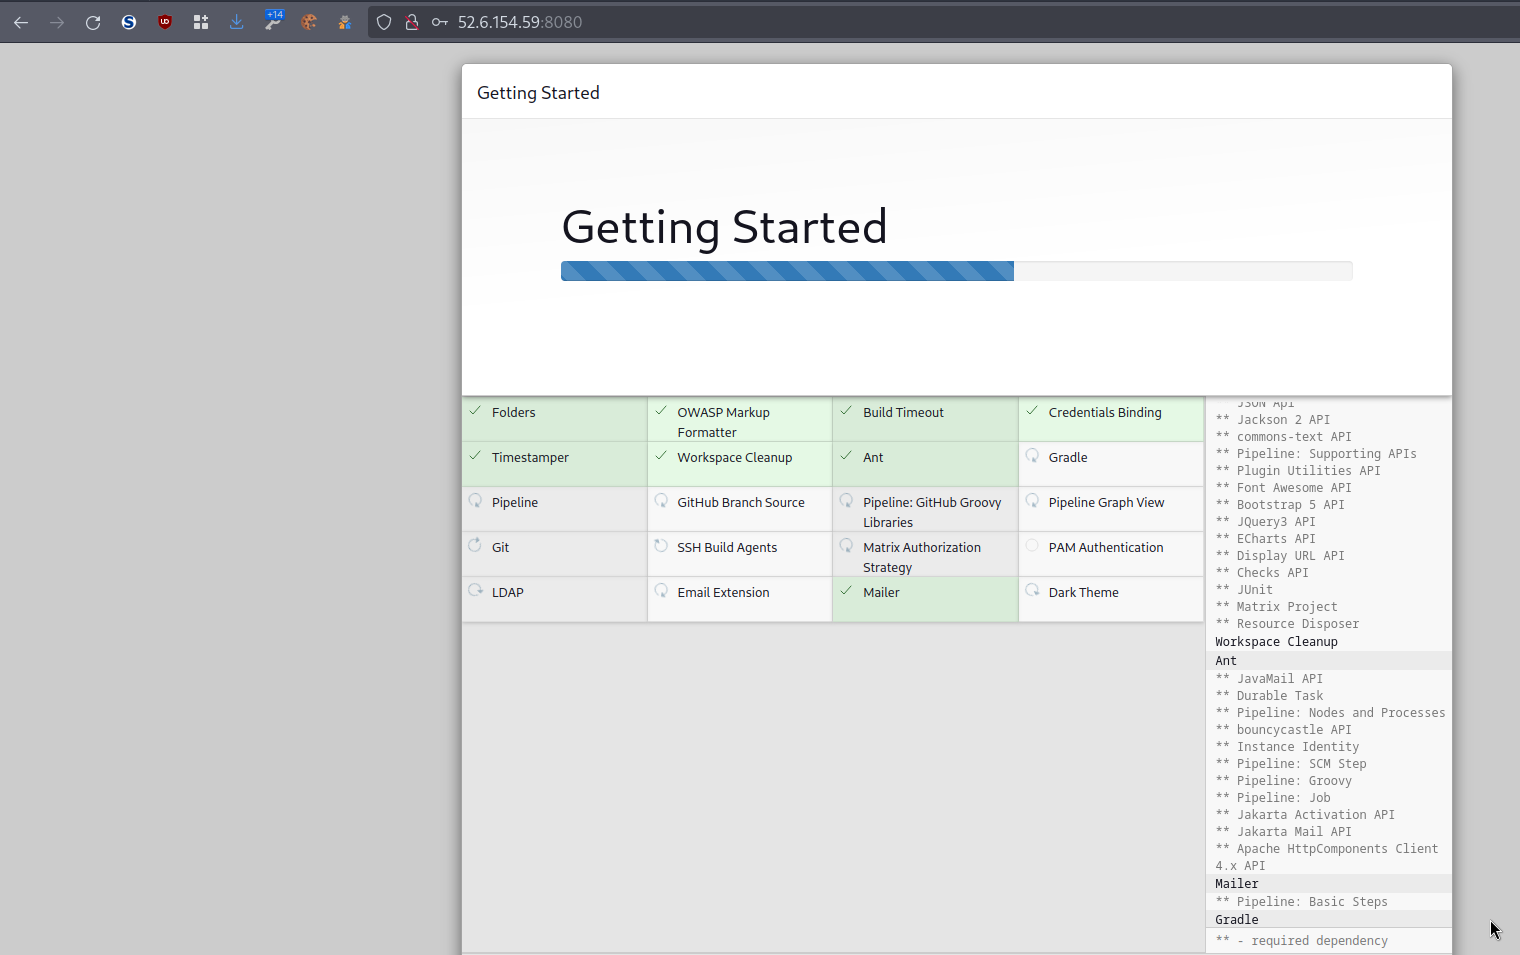 +14
52.6.154.59:8080
Getting Started
Getting Started
Folders
OWASP Markup
Formatter
Build Timeout
Credentials Binding
Timestamper
Workspace Cleanup
Ant
Gradle
Pipeline
GitHub Branch Source
Pipeline: GitHub Groovy
Libraries
Pipeline Graph View
Git
SSH Build Agents
Matrix Authorization
Strategy
PAM Authentication
LDAP
Email Extension
Mailer
Dark Theme
JSON Api
** Jackson 2 API
** commons-text API
** Pipeline: Supporting APIs
** Plugin Utilities API
** Font Awesome API
** Bootstrap 5 API
** JQuery3 API
** ECharts API
** Display URL API
** Checks API
** JUnit
** Matrix Project
** Resource Disposer
Workspace Cleanup
Ant
** JavaMail API
** Durable Task
** Pipeline: Nodes and Processes
** bouncycastle API
** Instance Identity
** Pipeline: SCM Step
** Pipeline: Groovy
** Pipeline: Job
** Jakarta Activation API
** Jakarta Mail API
** Apache HttpComponents Client
4.x API
Mailer
** Pipeline: Basic Steps
Gradle
** - required dependency